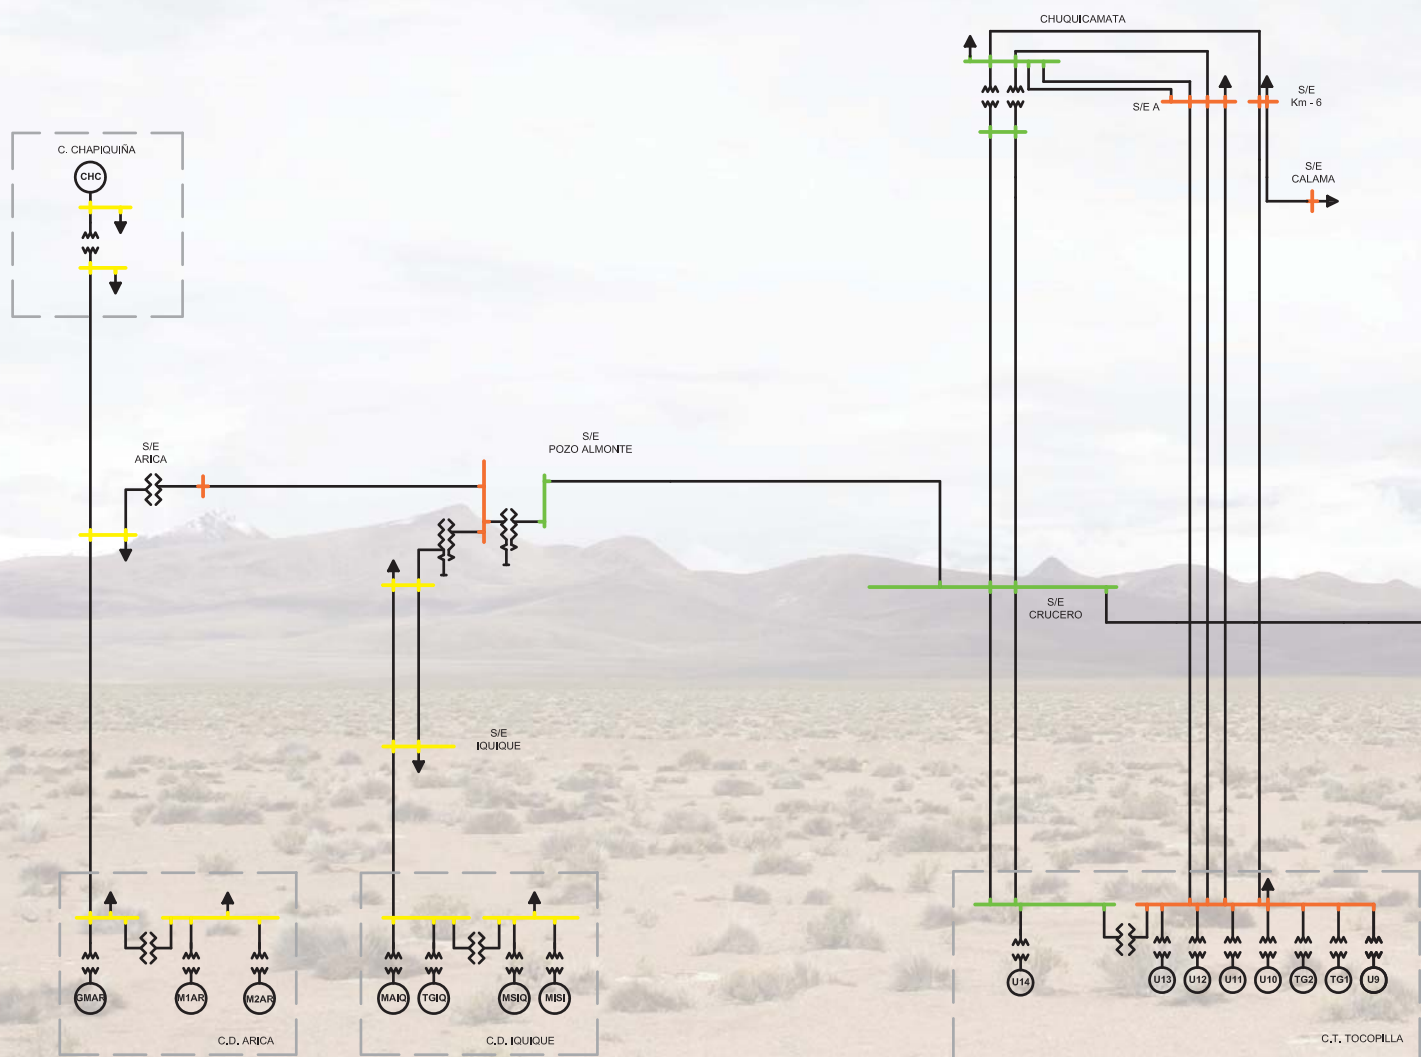 CHUQUICAMATA
S/E A
S/E
Km - 6
S/E
CALAMA
C. CHAPIQUIÑA
CHC
S/E
ARICA
S/E
POZO ALMONTE
S/E
CRUCERO
S/E
IQUIQUE
GMAR
M1AR
M2AR
C.D. ARICA
MAIQ
TGIQ
MSIQ
MISI
C.D. IQUIQUE
U14
U13
U12
U11
U10
TG2
TG1
U9
C.T. TOCOPILLA